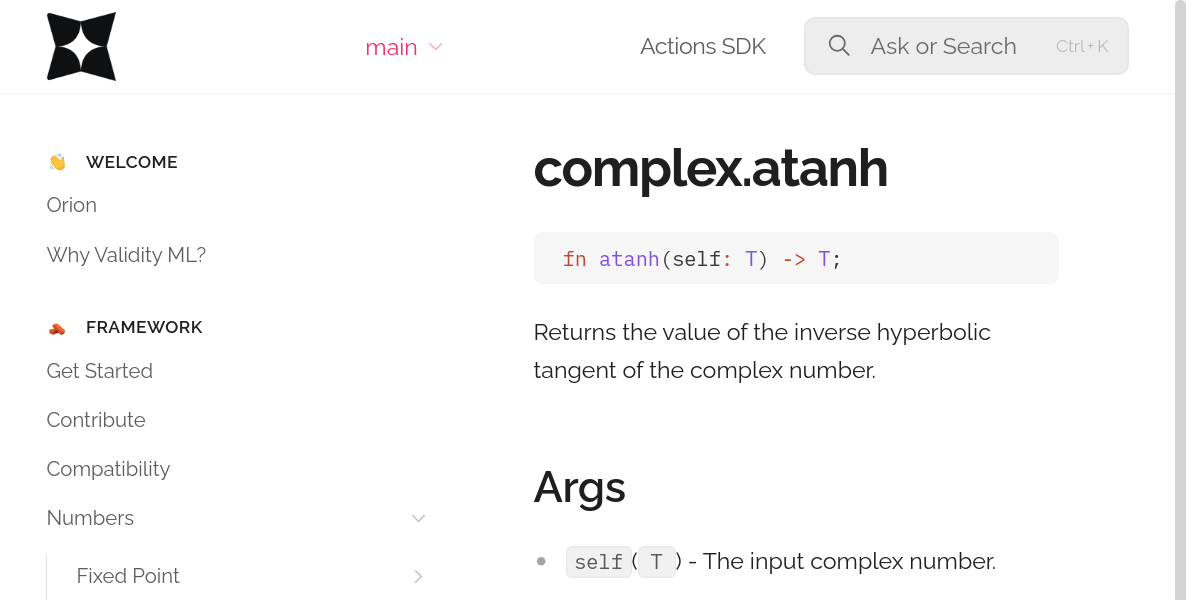 main
Actions SDK
Ask or Search
Ctrl+K
WELCOME
Orion
Why Validity ML?
FRAMEWORK
Get Started
Contribute
Compatibility
Numbers
Fixed Point
complex.atanh
fn atanh(self: T) -> T;
Returns the value of the inverse hyperbolic
tangent of the complex number.
Args
self(T) - The input complex number.